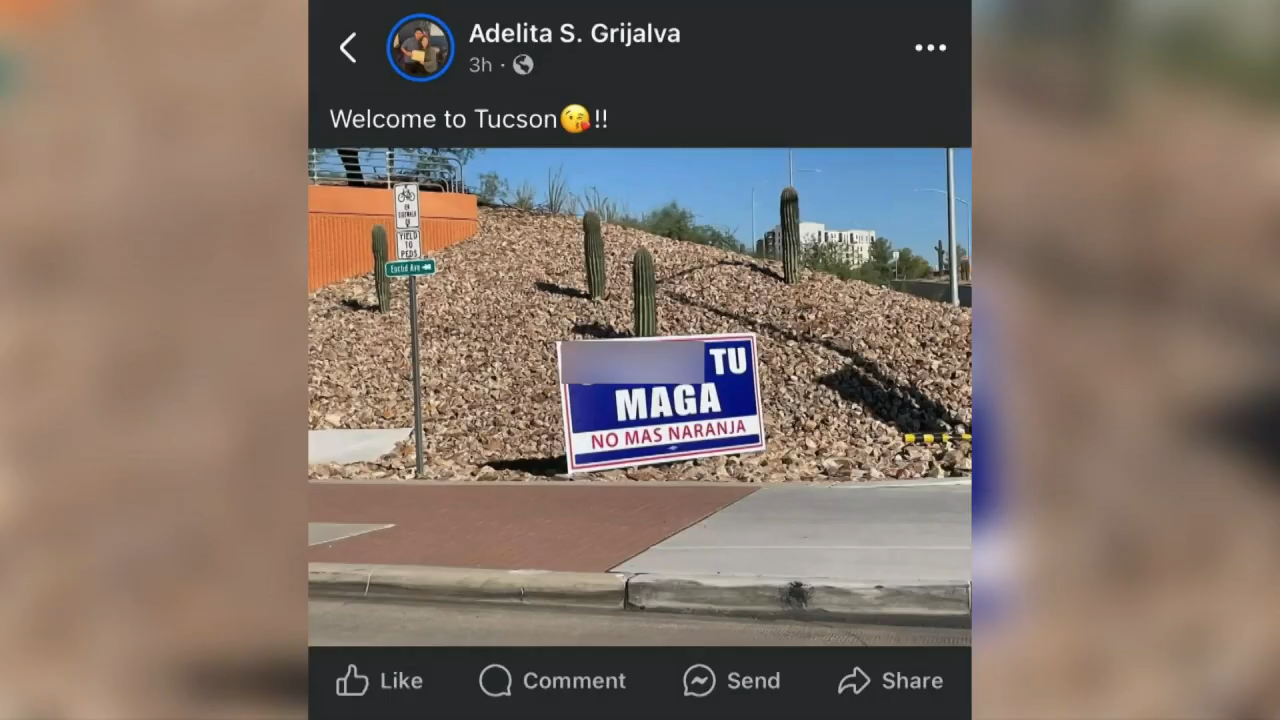 Adelita S. Grijalva
3h ·
Welcome to Tucson😘!!
YIELD
TO
PEDS
Euclid Ave
TU
MAGA
NO MAS NARANJA
Like
Comment
Send
Share